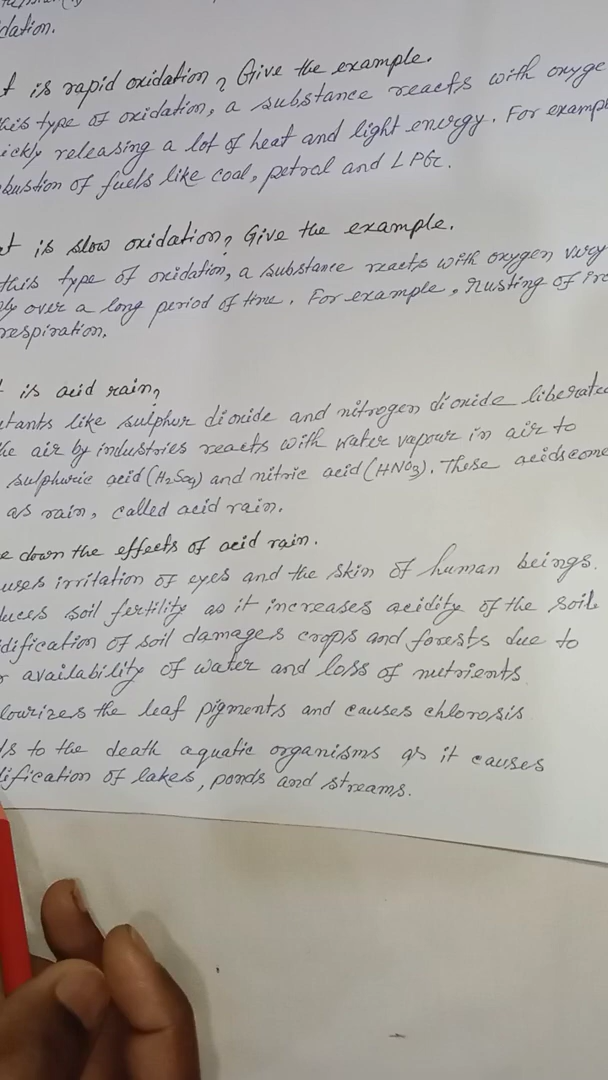 dation.
t is rapid oxidation? Give the example.
his type of oxidation, a substance reacts with oxyge
ickly releasing a lot of heat and light energy. For exampl
bustion of fuels like coal, petrol and LPG.
at is slow oxidation? Give the example.
this type of oxidation, a substance reacts with oxygen very
ly over a long period of time. For example, rusting of iro
respiration.
t is acid rain?
utants like sulphur dioxide and nitrogen dioxide liberate
he air by industries reacts with water vapour in air to
sulphuric acid (H2SO4) and nitric acid (HNO3). These acids come
as rain, called acid rain.
e down the effects of acid rain.
uses irritation of eyes and the skin of human beings.
duces soil fertility as it increases acidity of the soil
dification of soil damages crops and forests due to
r availability of water and loss of nutrients
lourizes the leaf pigments and causes chlorosis
ds to the death aquatic organisms as it causes
dification of lakes, ponds and streams.